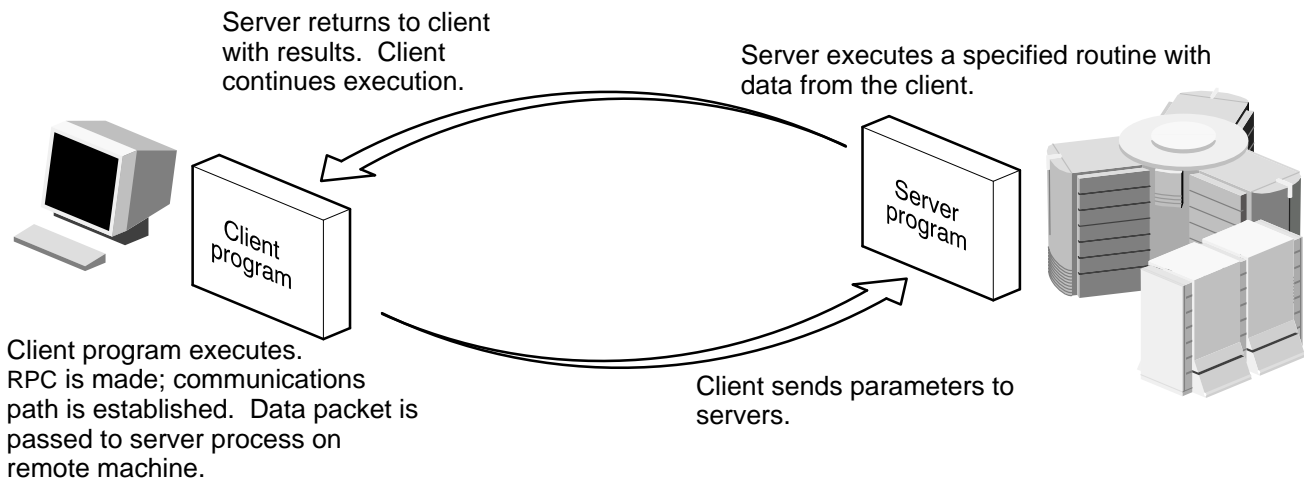 Server returns to client
with results.  Client
continues execution.
Server executes a specified routine with
data from the client.
Client
program
Server
program
Client program executes.
RPC is made; communications
path is established.  Data packet is
passed to server process on
remote machine.
Client sends parameters to
servers.